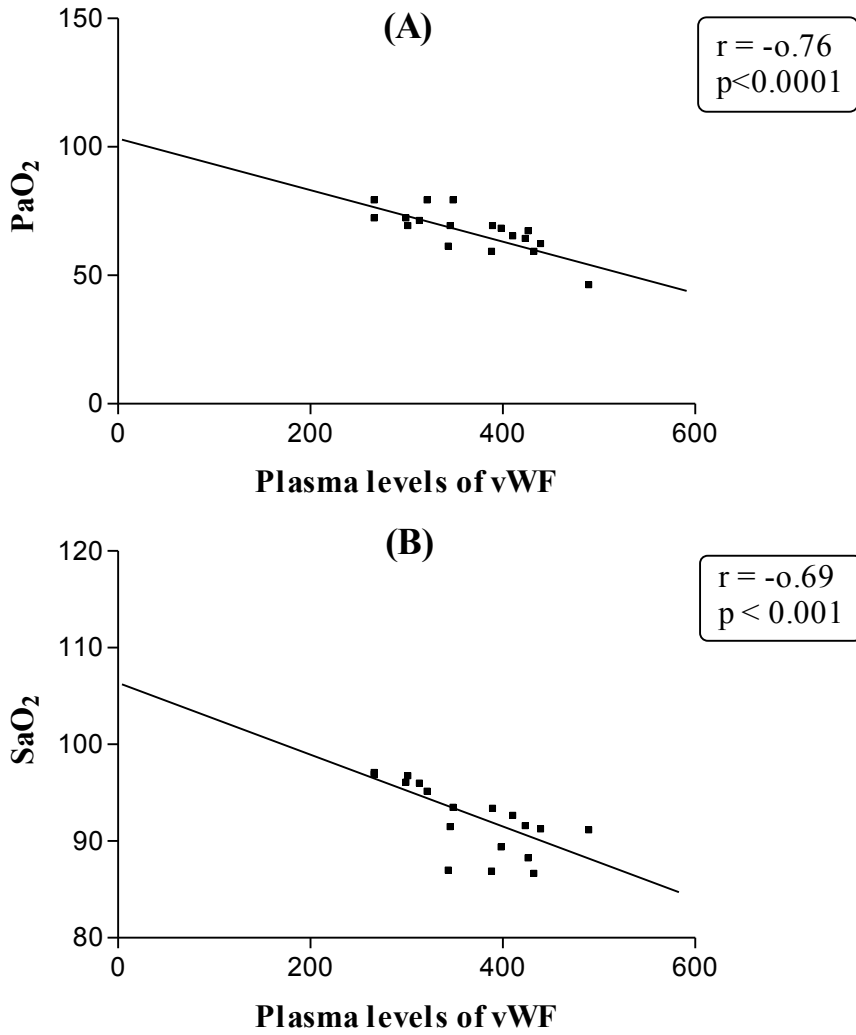 (A)
r = -o.76
p<0.0001
150
100
50
0
PaO2
0 200 400 600
Plasma levels of vWF
(B)
r = -o.69
p < 0.001
120
110
100
90
80
SaO2
0 200 400 600
Plasma levels of vWF